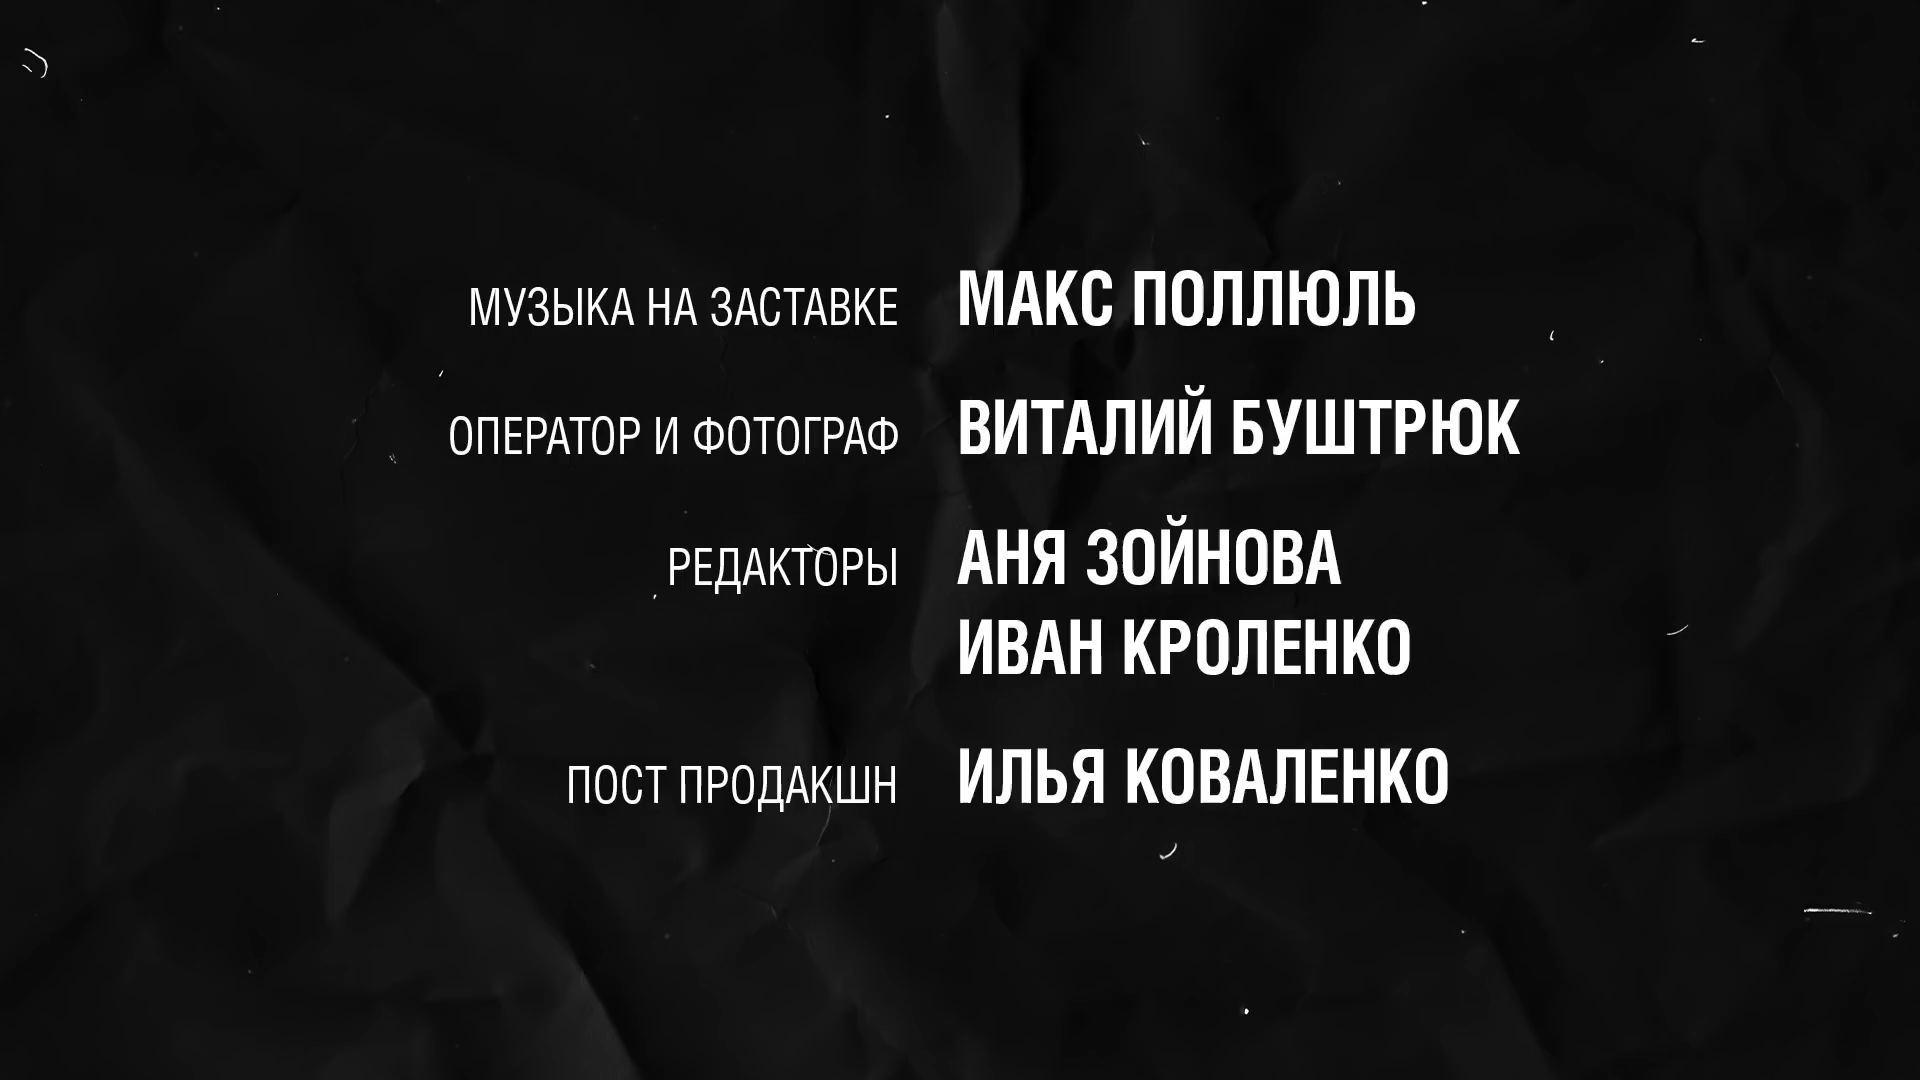 МУЗЫКА НА ЗАСТАВКЕ МАКС ПОЛЛЮЛЬ
ОПЕРАТОР И ФОТОГРАФ ВИТАЛИЙ БУШТРЮК
РЕДАКТОРЫ АНЯ ЗОЙНОВА
ИВАН КРОЛЕНКО
ПОСТ ПРОДАКШН ИЛЬЯ КОВАЛЕНКО